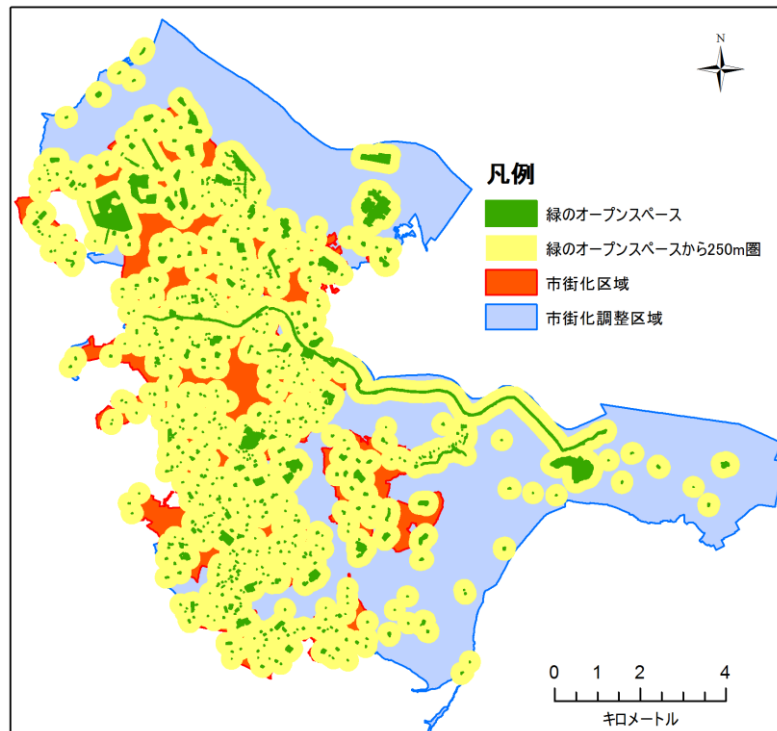 N
凡例
緑のオープンスペース
緑のオープンスペースから250m圏
市街化区域
市街化調整区域
0 1 2 4
キロメートル